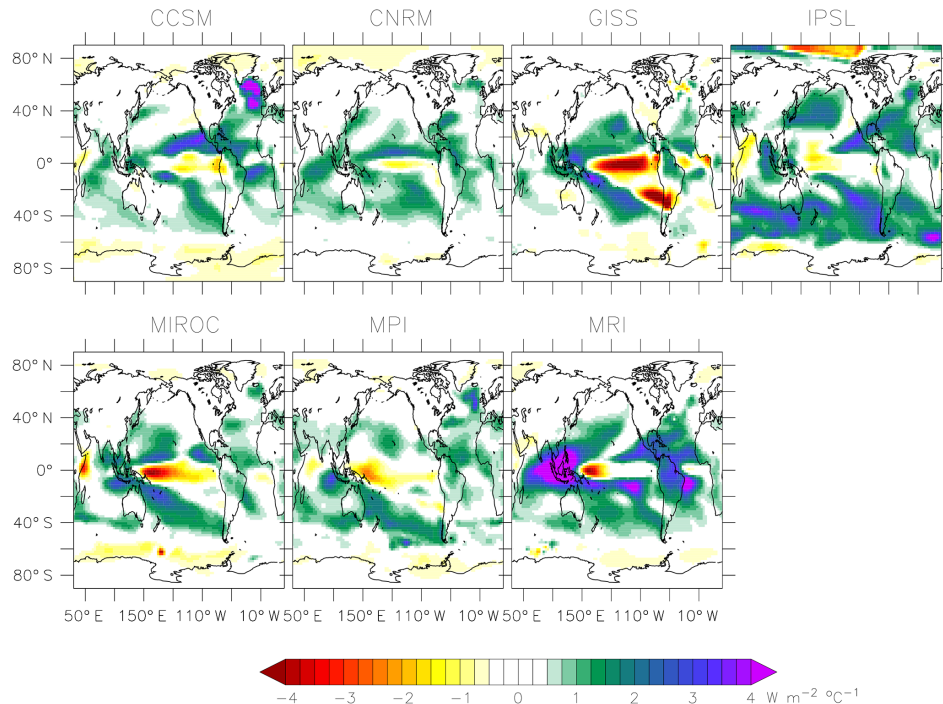 CCSM CNRM GISS IPSL
80° N
40° N
0°
40° S
80° S
MIROC MPI MRI
80° N
40° N
0°
40° S
80° S
50° E 150° E 110° W 10° W 50° E 150° E 110° W 10° W 50° E 150° E 110° W 10° W
−4 −3 −2 −1 0 1 2 3 4 W m⁻² °C⁻¹